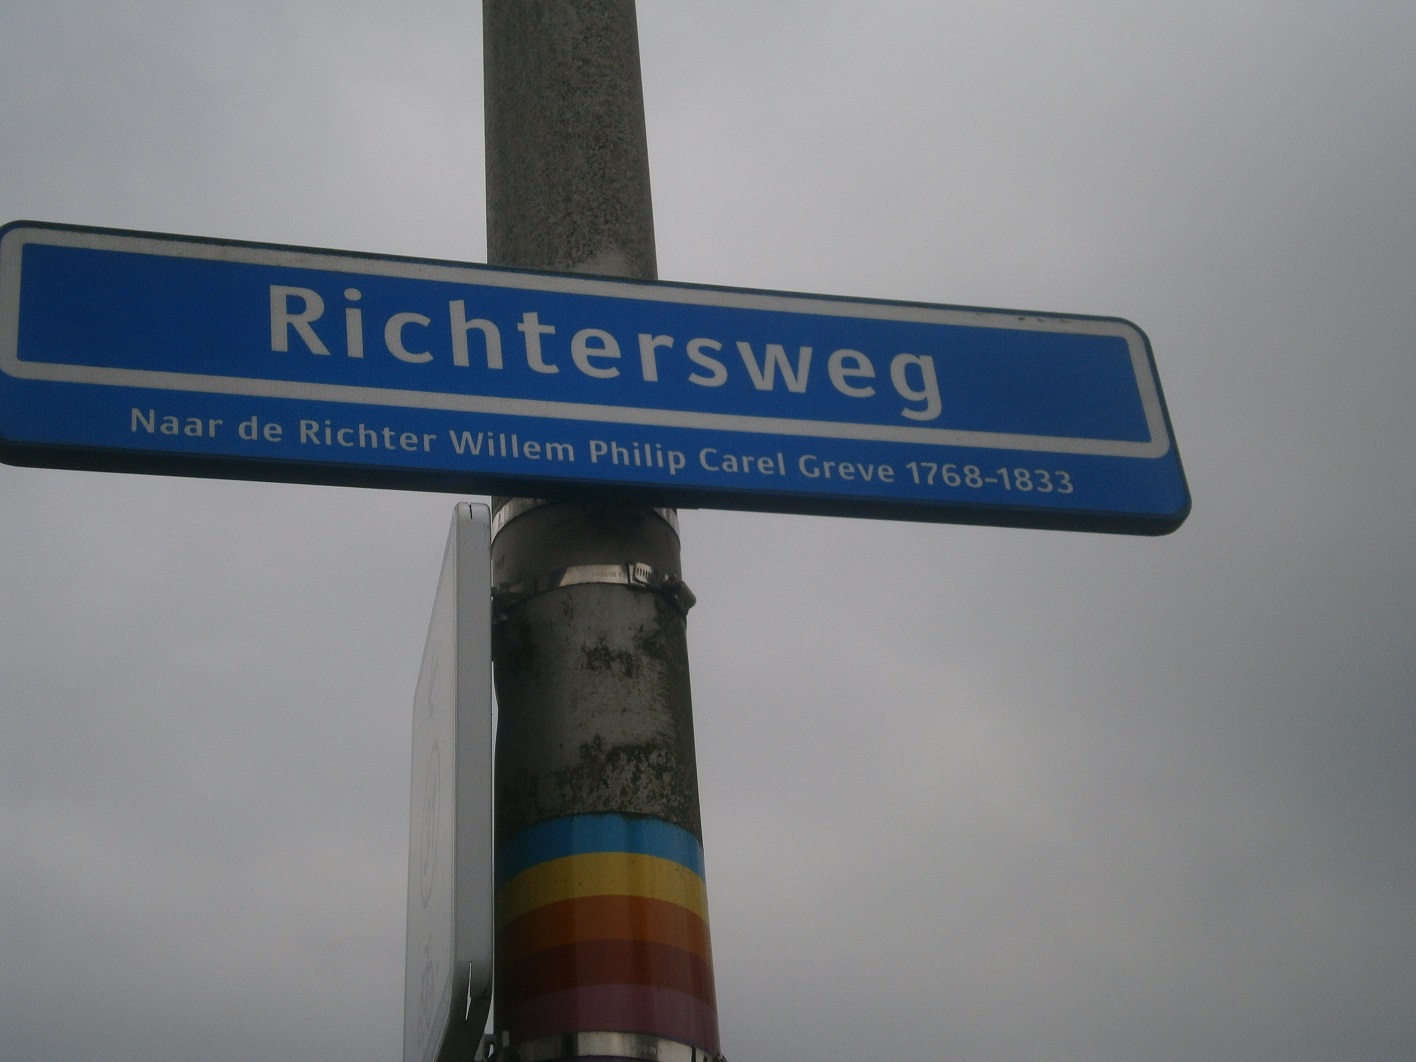 Richtersweg
Naar de Richter Willem Philip Carel Greve 1768-1833